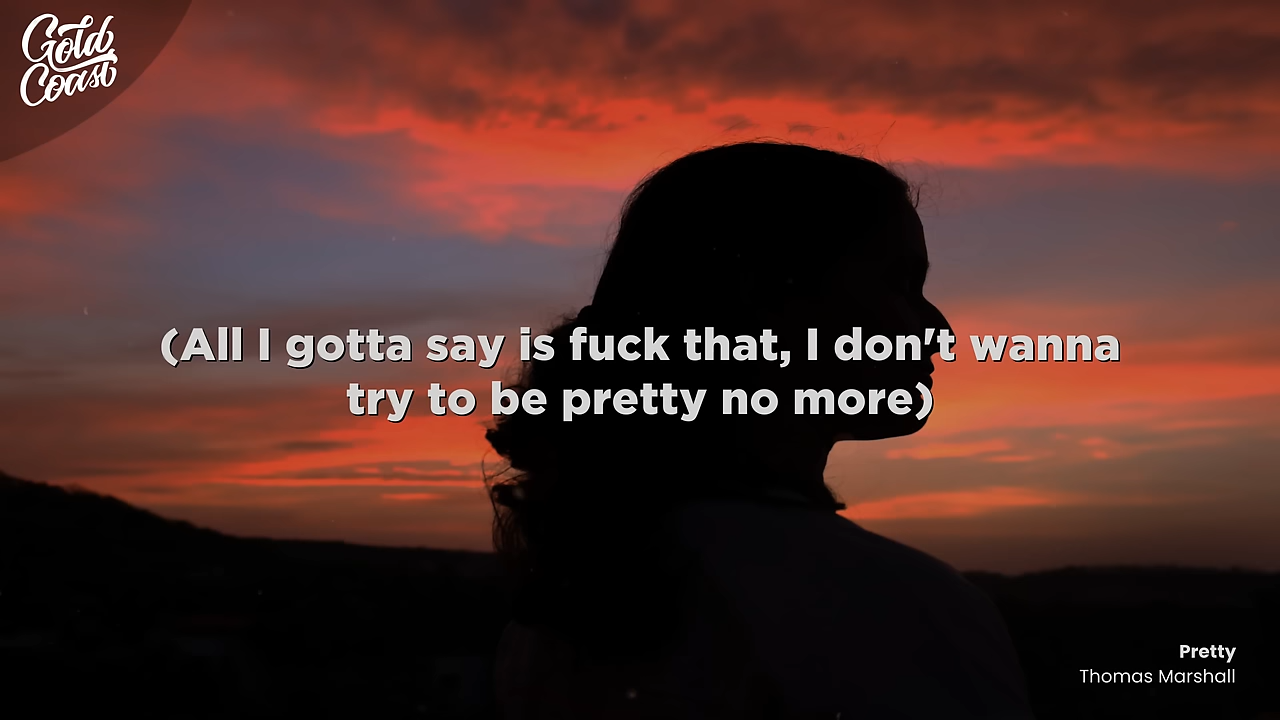 Gold
Coast
(All I gotta say is fuck that, I don't wanna
try to be pretty no more)
Pretty
Thomas Marshall